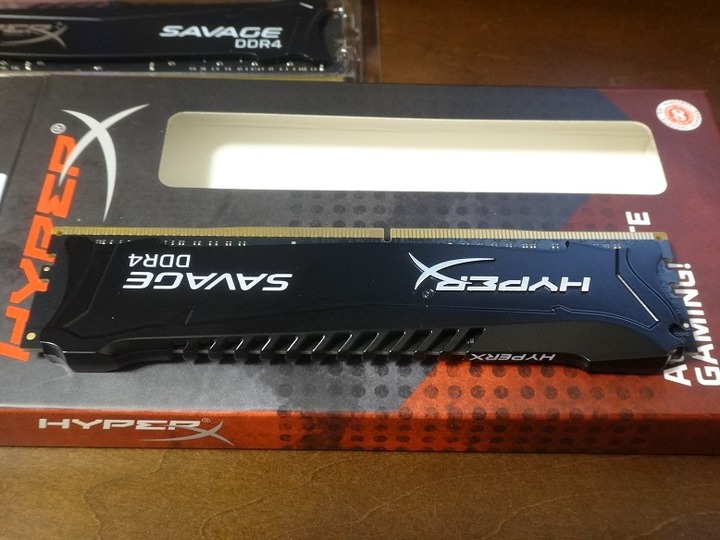 SAVAGE
DDR4
HYPERX®
SAVAGE
DDR4
HYPERX®
HYPERX
GAMING!
HYPERX®